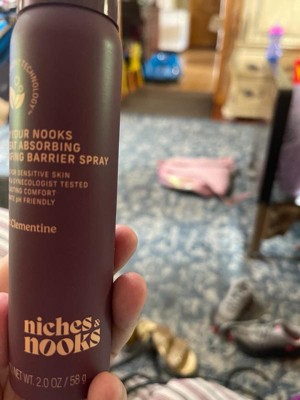 TECHNOLOGY
YOUR NOOKS
ABSORBING
BARRIER SPRAY
SENSITIVE SKIN
GYNECOLOGIST TESTED
COMFORT
pH FRIENDLY
Clementine
niches &
nooks
NET WT. 2.0 OZ / 58 g